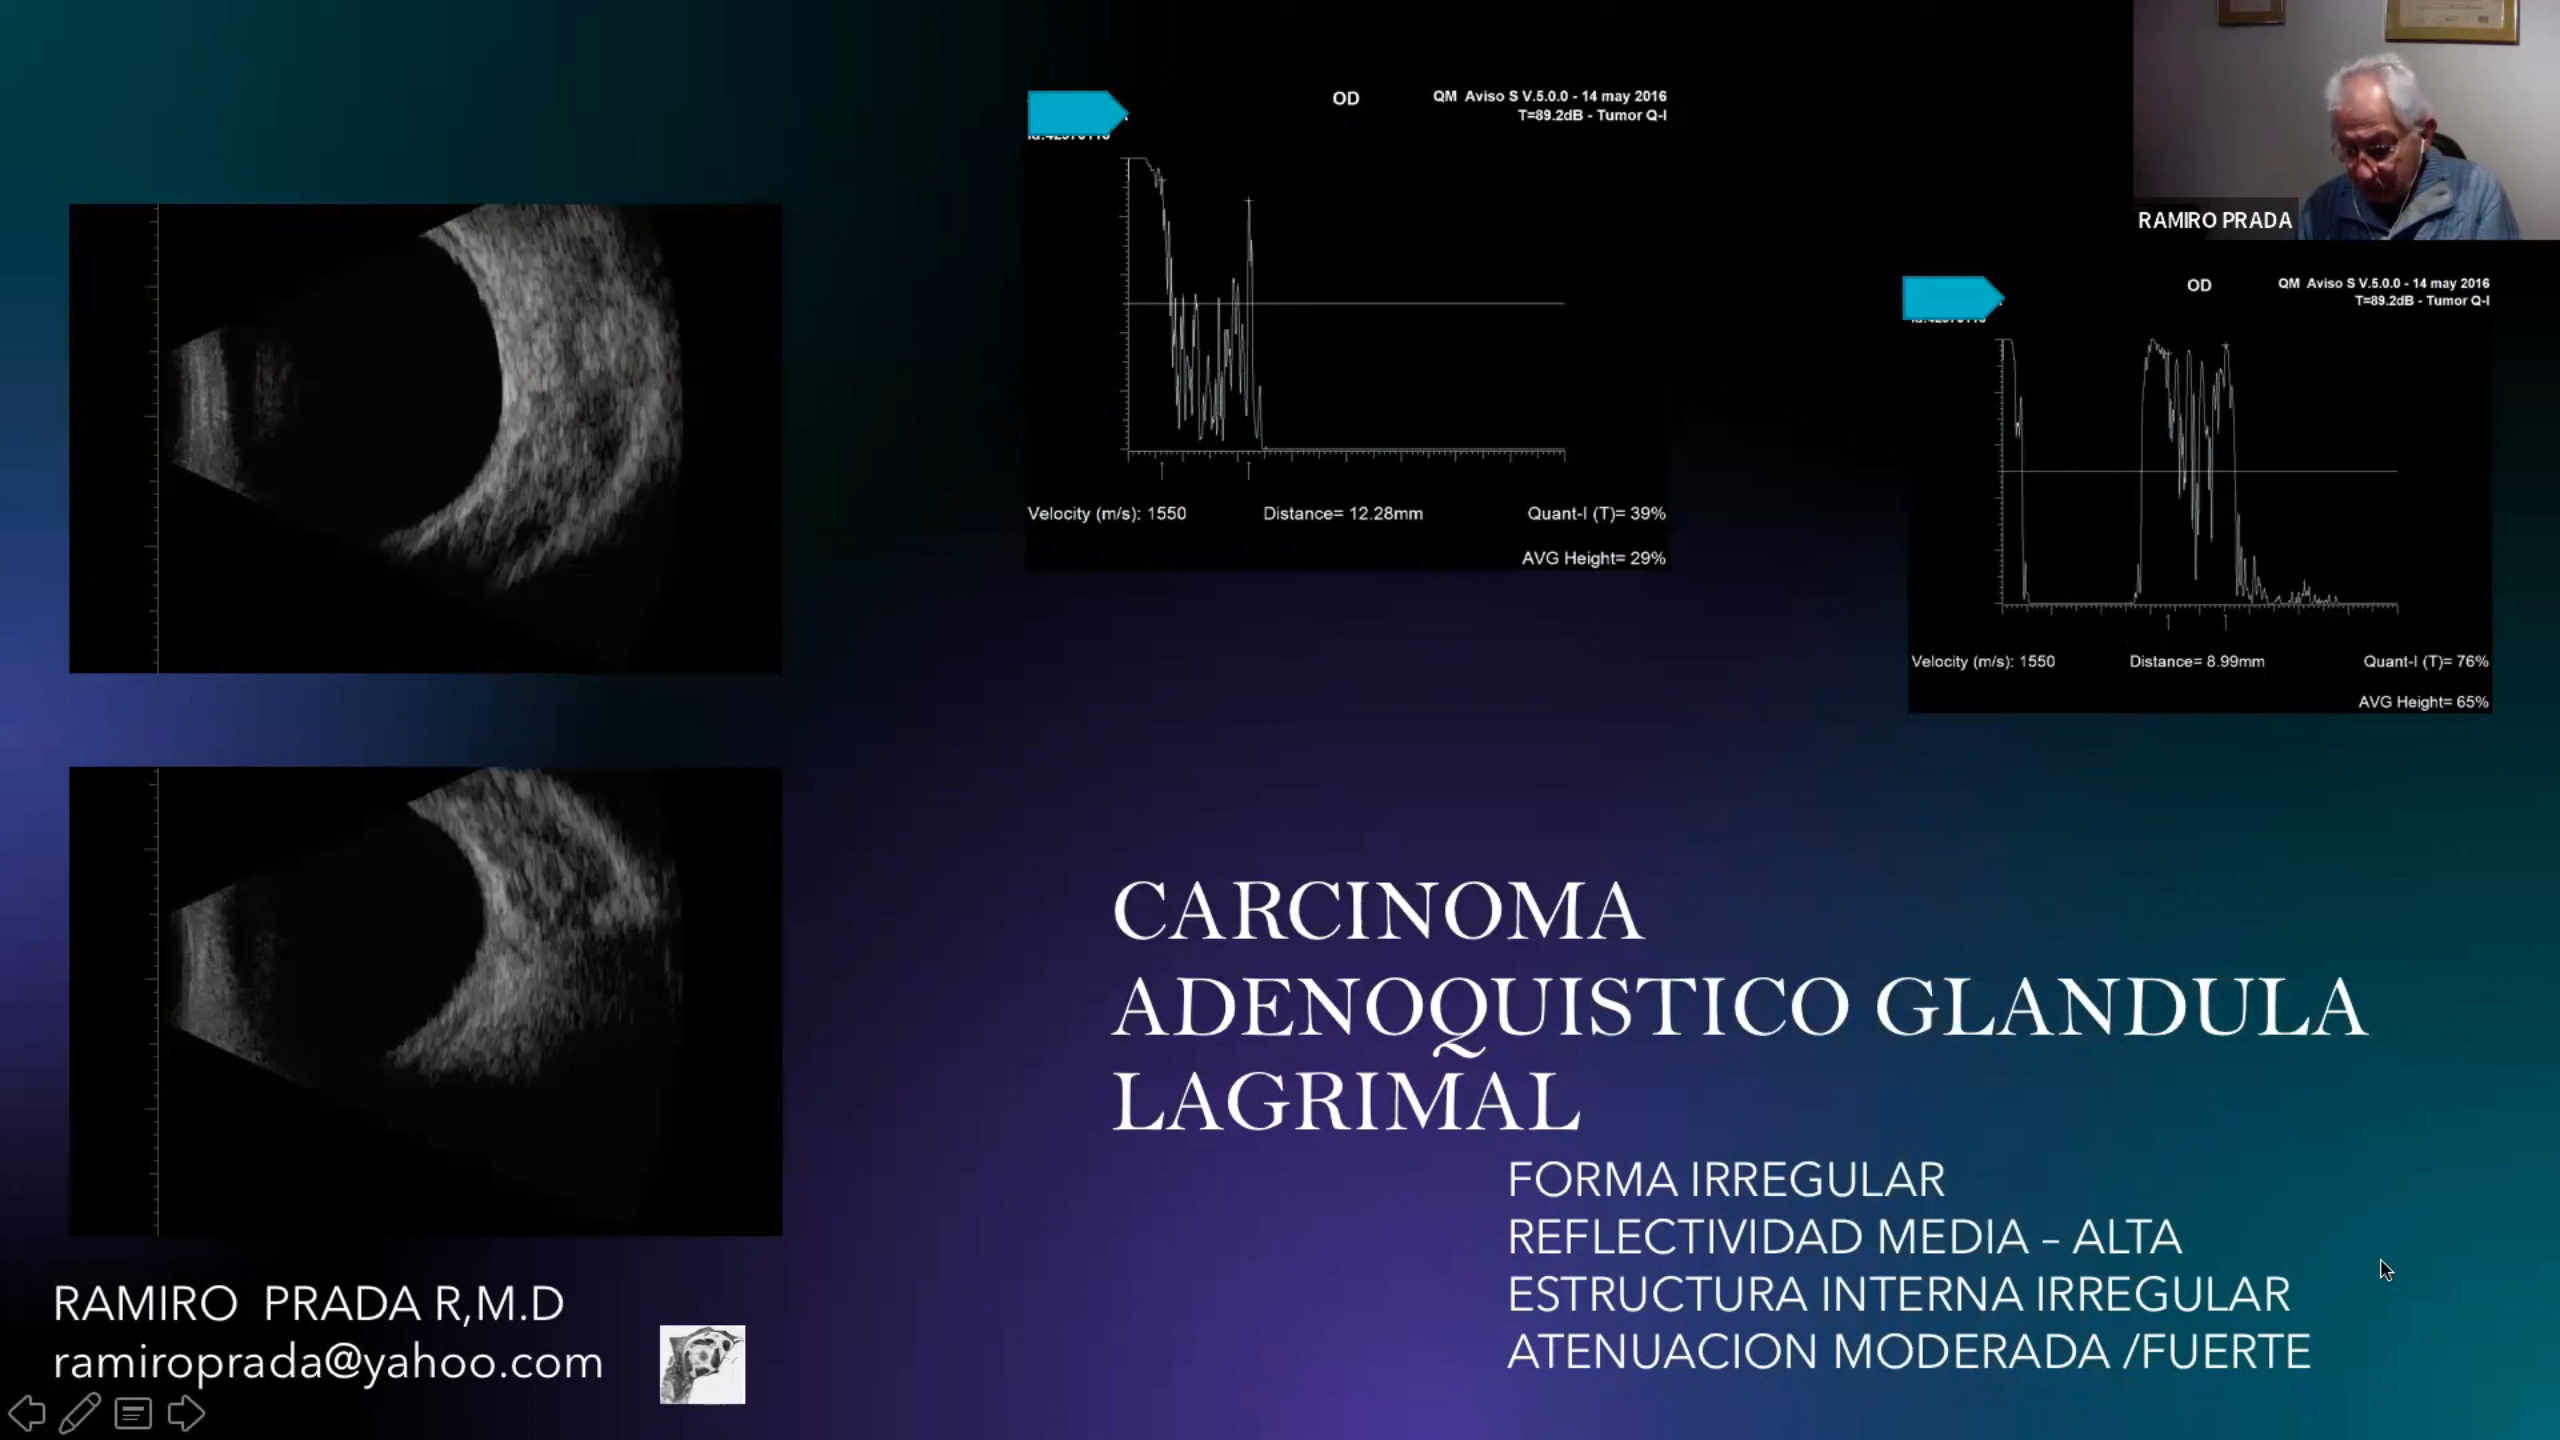 OD
QM Aviso S V.5.0.0 - 14 may 2016
T=89.2dB - Tumor Q-I
Velocity (m/s): 1550 Distance= 12.28mm Quant-I (T)= 39%
AVG Height= 29%
RAMIRO PRADA
OD
QM Aviso S V.5.0.0 - 14 may 2016
T=89.2dB - Tumor Q-I
Velocity (m/s): 1550 Distance= 8.99mm Quant-I (T)= 76%
AVG Height= 65%
CARCINOMA
ADENOQUISTICO GLANDULA
LAGRIMAL
FORMA IRREGULAR
REFLECTIVIDAD MEDIA – ALTA
ESTRUCTURA INTERNA IRREGULAR
ATENUACION MODERADA /FUERTE
RAMIRO PRADA R,M.D
ramiroprada@yahoo.com